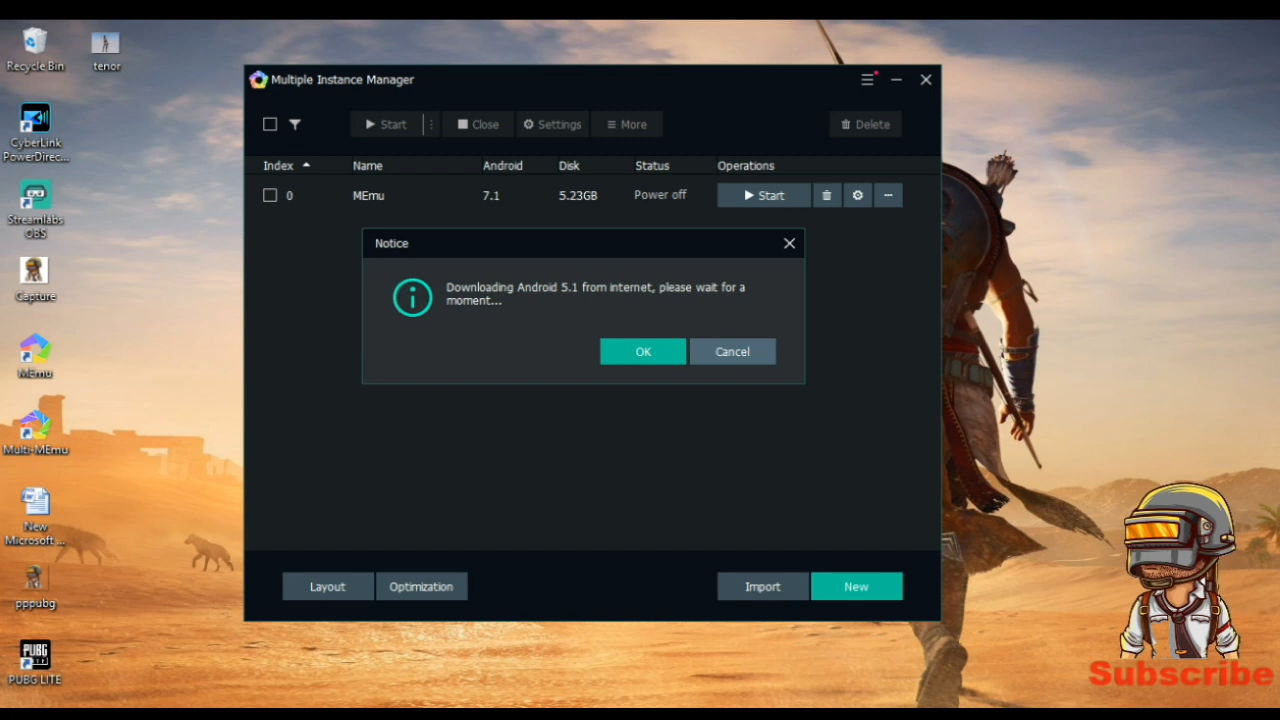 Recycle Bin
tenor
CyberLink
PowerDirec...
Streamlabs
OBS
Capture
MEmu
Multi-MEmu
New
Microsoft ...
pppubg
PUBG
LITE
PUBG LITE
Multiple Instance Manager
Start
Close
Settings
More
Delete
Index
Name
Android
Disk
Status
Operations
0
MEmu
7.1
5.23GB
Power off
Start
Notice
Downloading Android 5.1 from internet, please wait for a
moment...
OK
Cancel
Layout
Optimization
Import
New
Subscribe